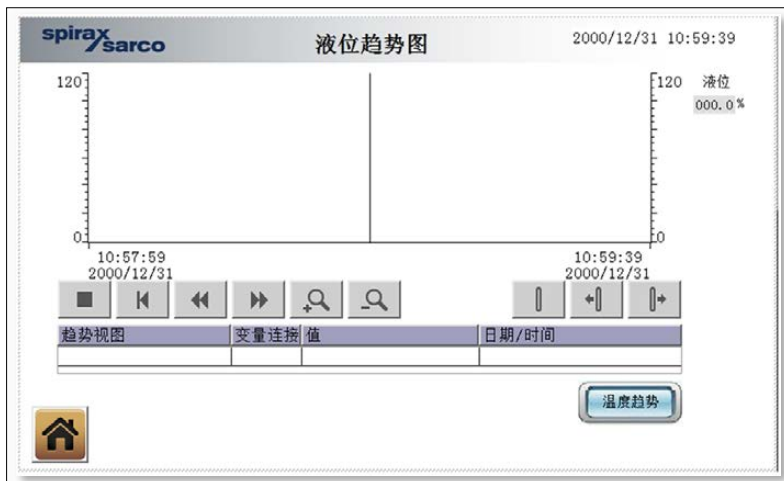 spirax sarco
液位趋势图
2000/12/31 10:59:39
120
120
液位
000.0%
0
0
10:57:59
2000/12/31
10:59:39
2000/12/31
趋势视图 变量连接 值 日期/时间
温度趋势